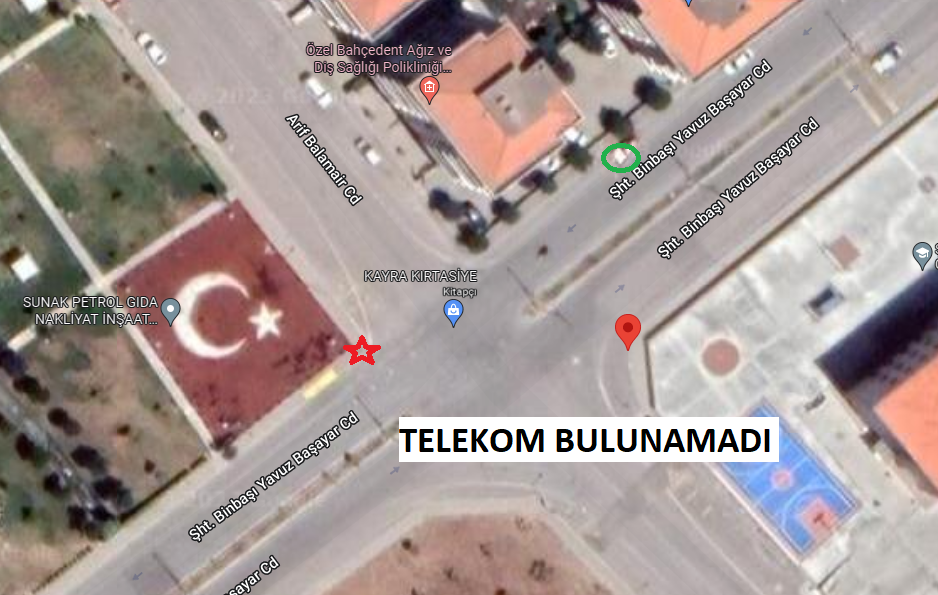 Özel Bahçedent Ağız ve
Diş Sağlığı Polikliniği...
Arif Balamair Cd
Şht. Binbaşı Yavuz Başayar Cd
Şht. Binbaşı Yavuz Başayar Cd
KAYRA KIRTASİYE
Kitapçı
SUNAK PETROL GIDA
NAKLİYAT İNŞAAT...
TELEKOM BULUNAMADI
Şht. Binbaşı Yavuz Başayar Cd
aşayar Cd